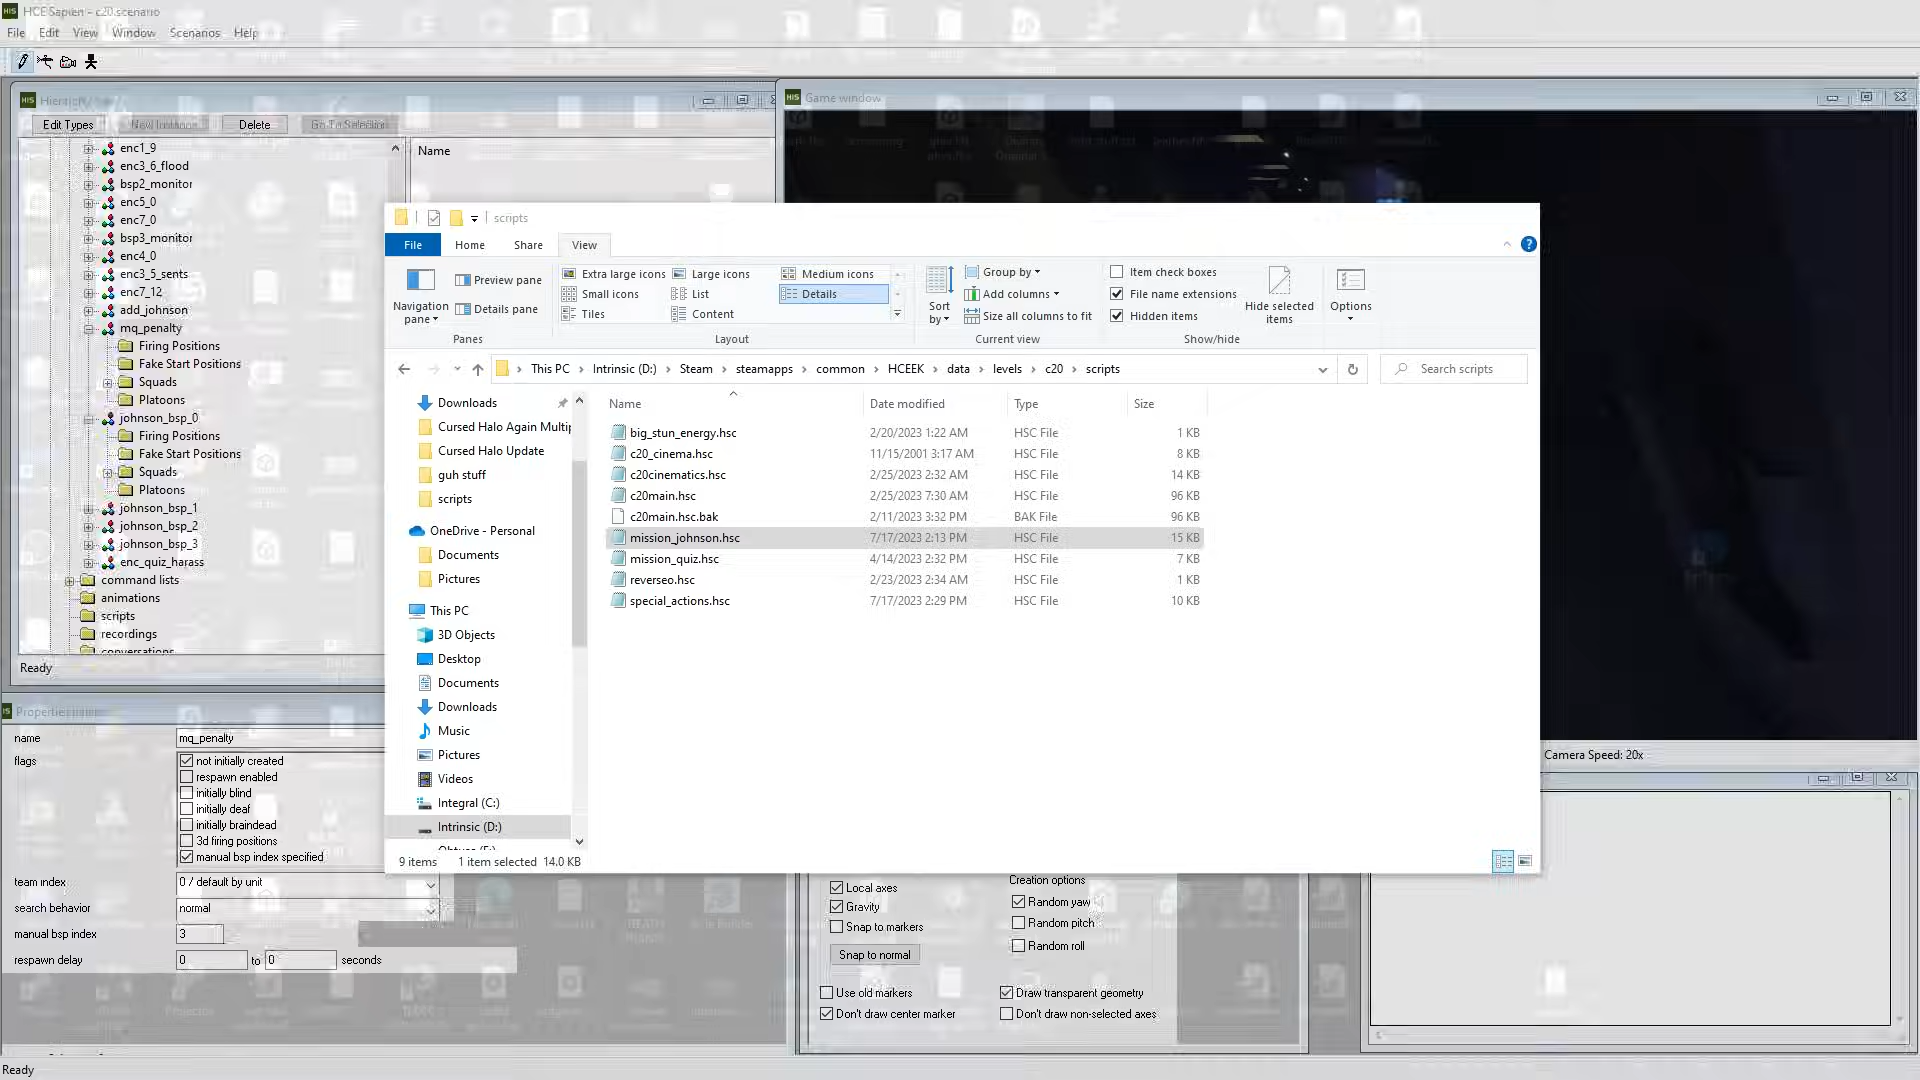 HCE Sapien - c20.scenario
File Edit View Window Scenarios Help
Edit Types New Instance Delete Go To Selection
enc1_9
enc3_6_flood
bsp2_monitor
enc5_0
enc7_0
bsp3_monitor
enc4_0
enc3_5_sents
enc7_12
add_johnson
mq_penalty
Firing Positions
Fake Start Positions
Squads
Platoons
johnson_bsp_0
Firing Positions
Fake Start Positions
Squads
Platoons
johnson_bsp_1
johnson_bsp_2
johnson_bsp_3
enc_quiz_harass
command lists
animations
scripts
recordings
conversations
Ready
Name
Game window
scripts
File Home Share View
Navigation pane
Preview pane
Details pane
Panes
Extra large icons Large icons Medium icons
Small icons List Details
Tiles Content
Layout
Sort by
Group by
Add columns
Size all columns to fit
Current view
Item check boxes
File name extensions
Hidden items
Hide selected items
Show/hide
Options
This PC Intrinsic (D:) Steam steamapps common HCEEK data levels c20 scripts
Search scripts
Downloads
Cursed Halo Again Multip
Cursed Halo Update
guh stuff
scripts
OneDrive - Personal
Documents
Pictures
This PC
3D Objects
Desktop
Documents
Downloads
Music
Pictures
Videos
Integral (C:)
Intrinsic (D:)
Name Date modified Type Size
big_stun_energy.hsc 2/20/2023 1:22 AM HSC File 1 KB
c20_cinema.hsc 11/15/2001 3:17 AM HSC File 8 KB
c20cinematics.hsc 2/25/2023 2:32 AM HSC File 14 KB
c20main.hsc 2/25/2023 7:30 AM HSC File 96 KB
c20main.hsc.bak 2/11/2023 3:32 PM BAK File 96 KB
mission_johnson.hsc 7/17/2023 2:13 PM HSC File 15 KB
mission_quiz.hsc 4/14/2023 2:32 PM HSC File 7 KB
reverseo.hsc 2/23/2023 2:34 AM HSC File 1 KB
special_actions.hsc 7/17/2023 2:29 PM HSC File 10 KB
9 items 1 item selected 14.0 KB
name mq_penalty
flags
not initially created
respawn enabled
initially blind
initially deaf
initially braindead
3d firing positions
manual bsp index specified
team index 0 / default by unit
search behavior normal
manual bsp index 3
respawn delay 0 to 0 seconds
Camera Speed: 20x
Local axes
Gravity
Snap to markers
Snap to normal
Creation options
Random yaw
Random pitch
Random roll
Use old markers
Don't draw center marker
Draw transparent geometry
Don't draw non-selected axes
Ready